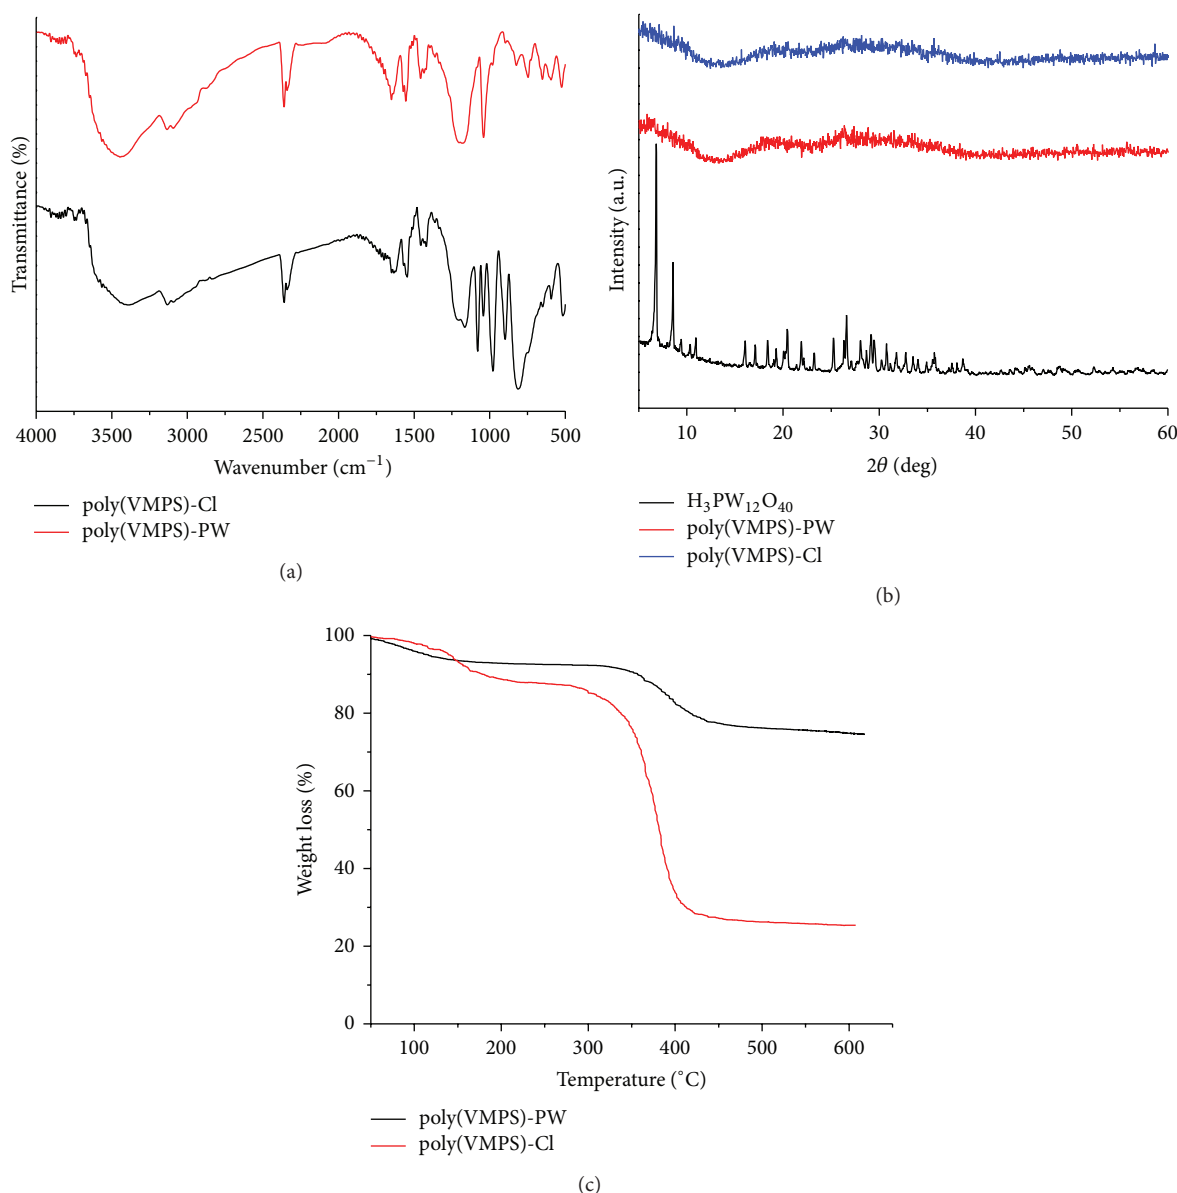 Transmittance (%)
4000 3500 3000 2500 2000 1500 1000 500
Wavenumber (cm⁻¹)
poly(VMPS)-Cl
poly(VMPS)-PW
(a)
Intensity (a.u.)
10 20 30 40 50 60
2θ (deg)
H₃PW₁₂O₄₀
poly(VMPS)-PW
poly(VMPS)-Cl
(b)
100
80
60
40
20
0
Weight loss (%)
100 200 300 400 500 600
Temperature (°C)
poly(VMPS)-PW
poly(VMPS)-Cl
(c)